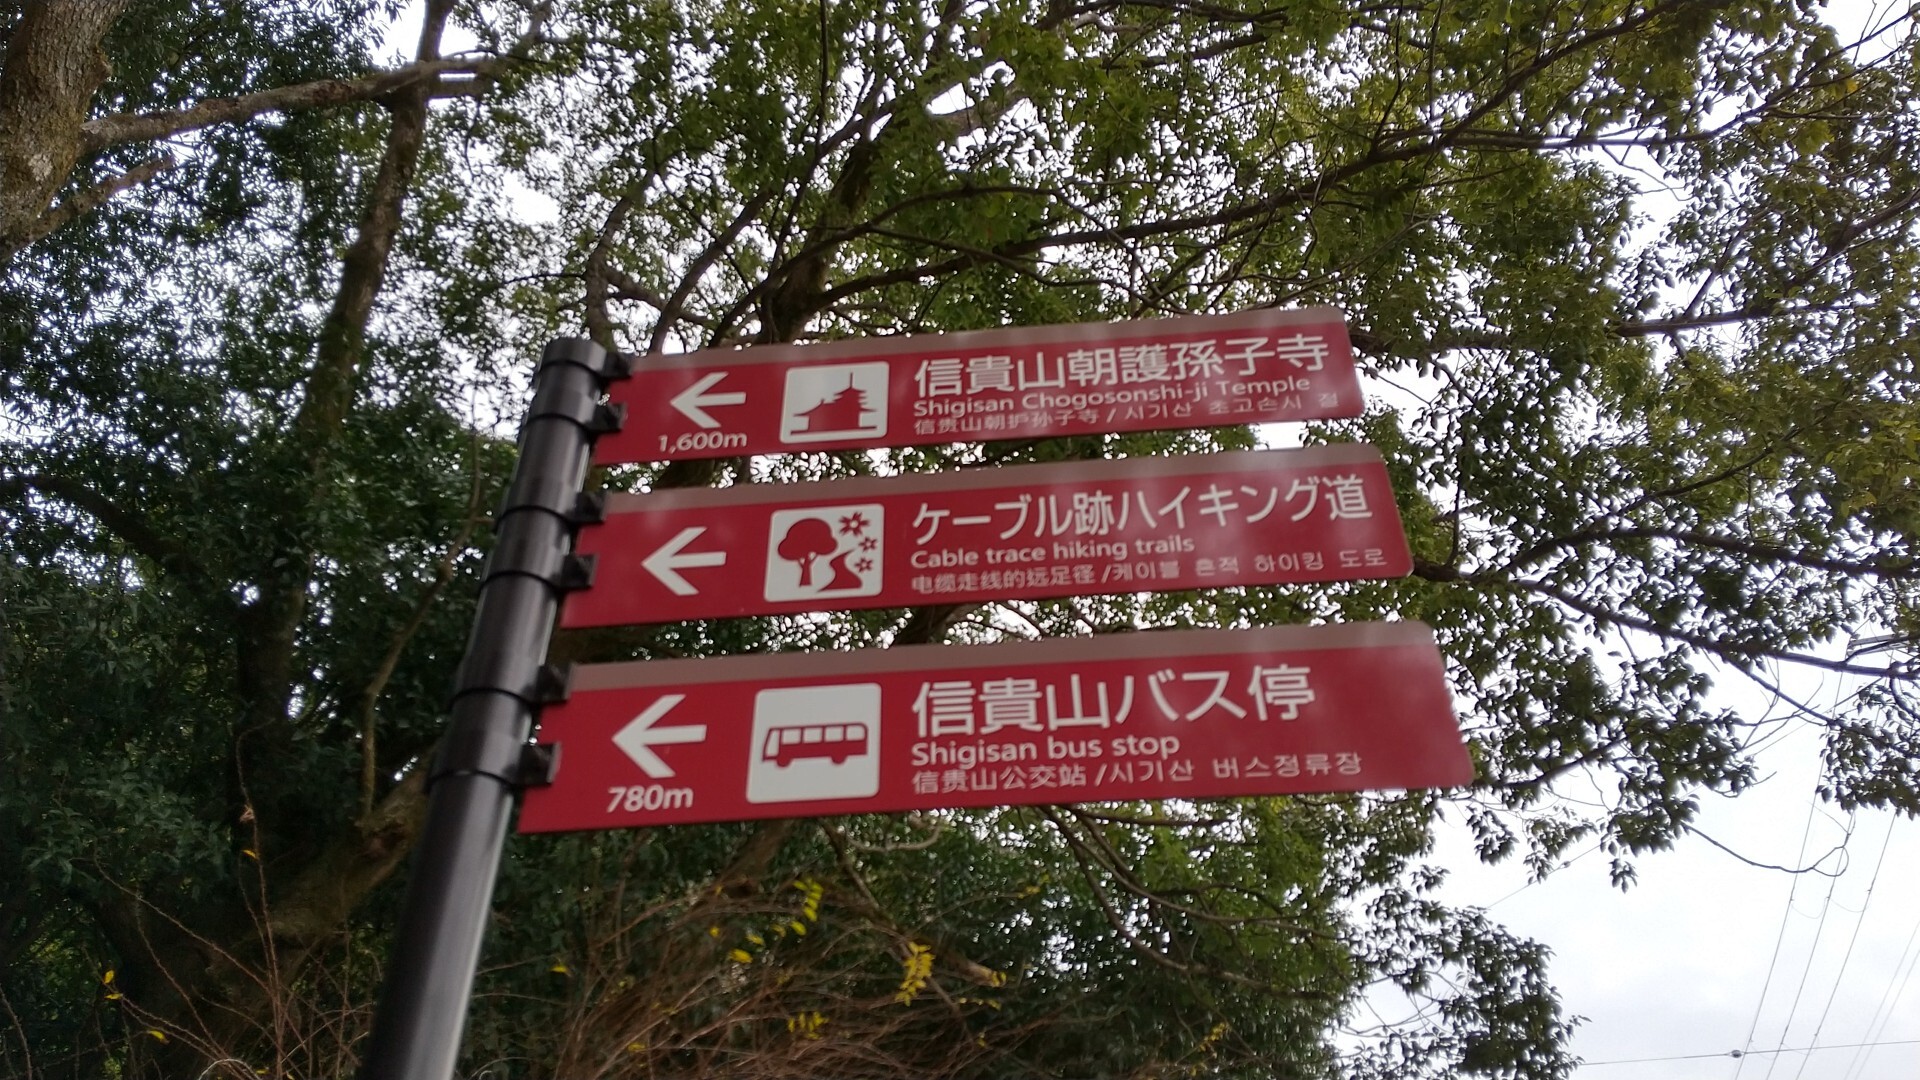 信貴山朝護孫子寺
Shigisan Chogosonshi-ji Temple
信贵山朝护孙子寺 / 시기산 초고손시 절
1,600m
ケーブル跡ハイキング道
Cable trace hiking trails
电缆走线的远足径 /케이블 흔적 하이킹 도로
信貴山バス停
Shigisan bus stop
信贵山公交站 /시기산 버스정류장
780m